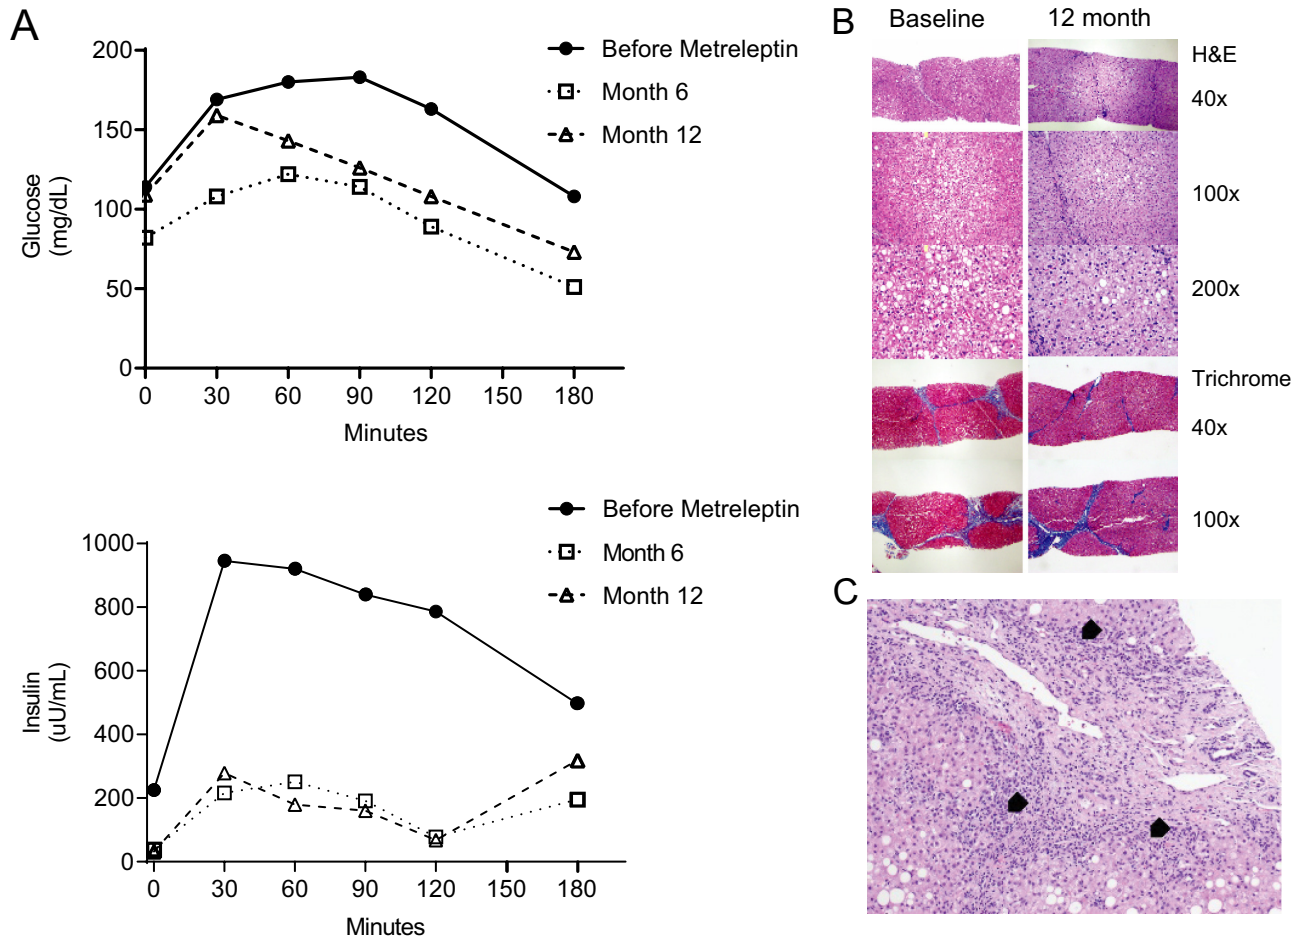 A
Before Metreleptin
Month 6
Month 12
200
150
100
50
0
Glucose
(mg/dL)
0 30 60 90 120 150 180
Minutes
Before Metreleptin
Month 6
Month 12
1000
800
600
400
200
0
Insulin
(uU/mL)
0 30 60 90 120 150 180
Minutes
B
Baseline 12 month
H&E
40x
100x
200x
Trichrome
40x
100x
C